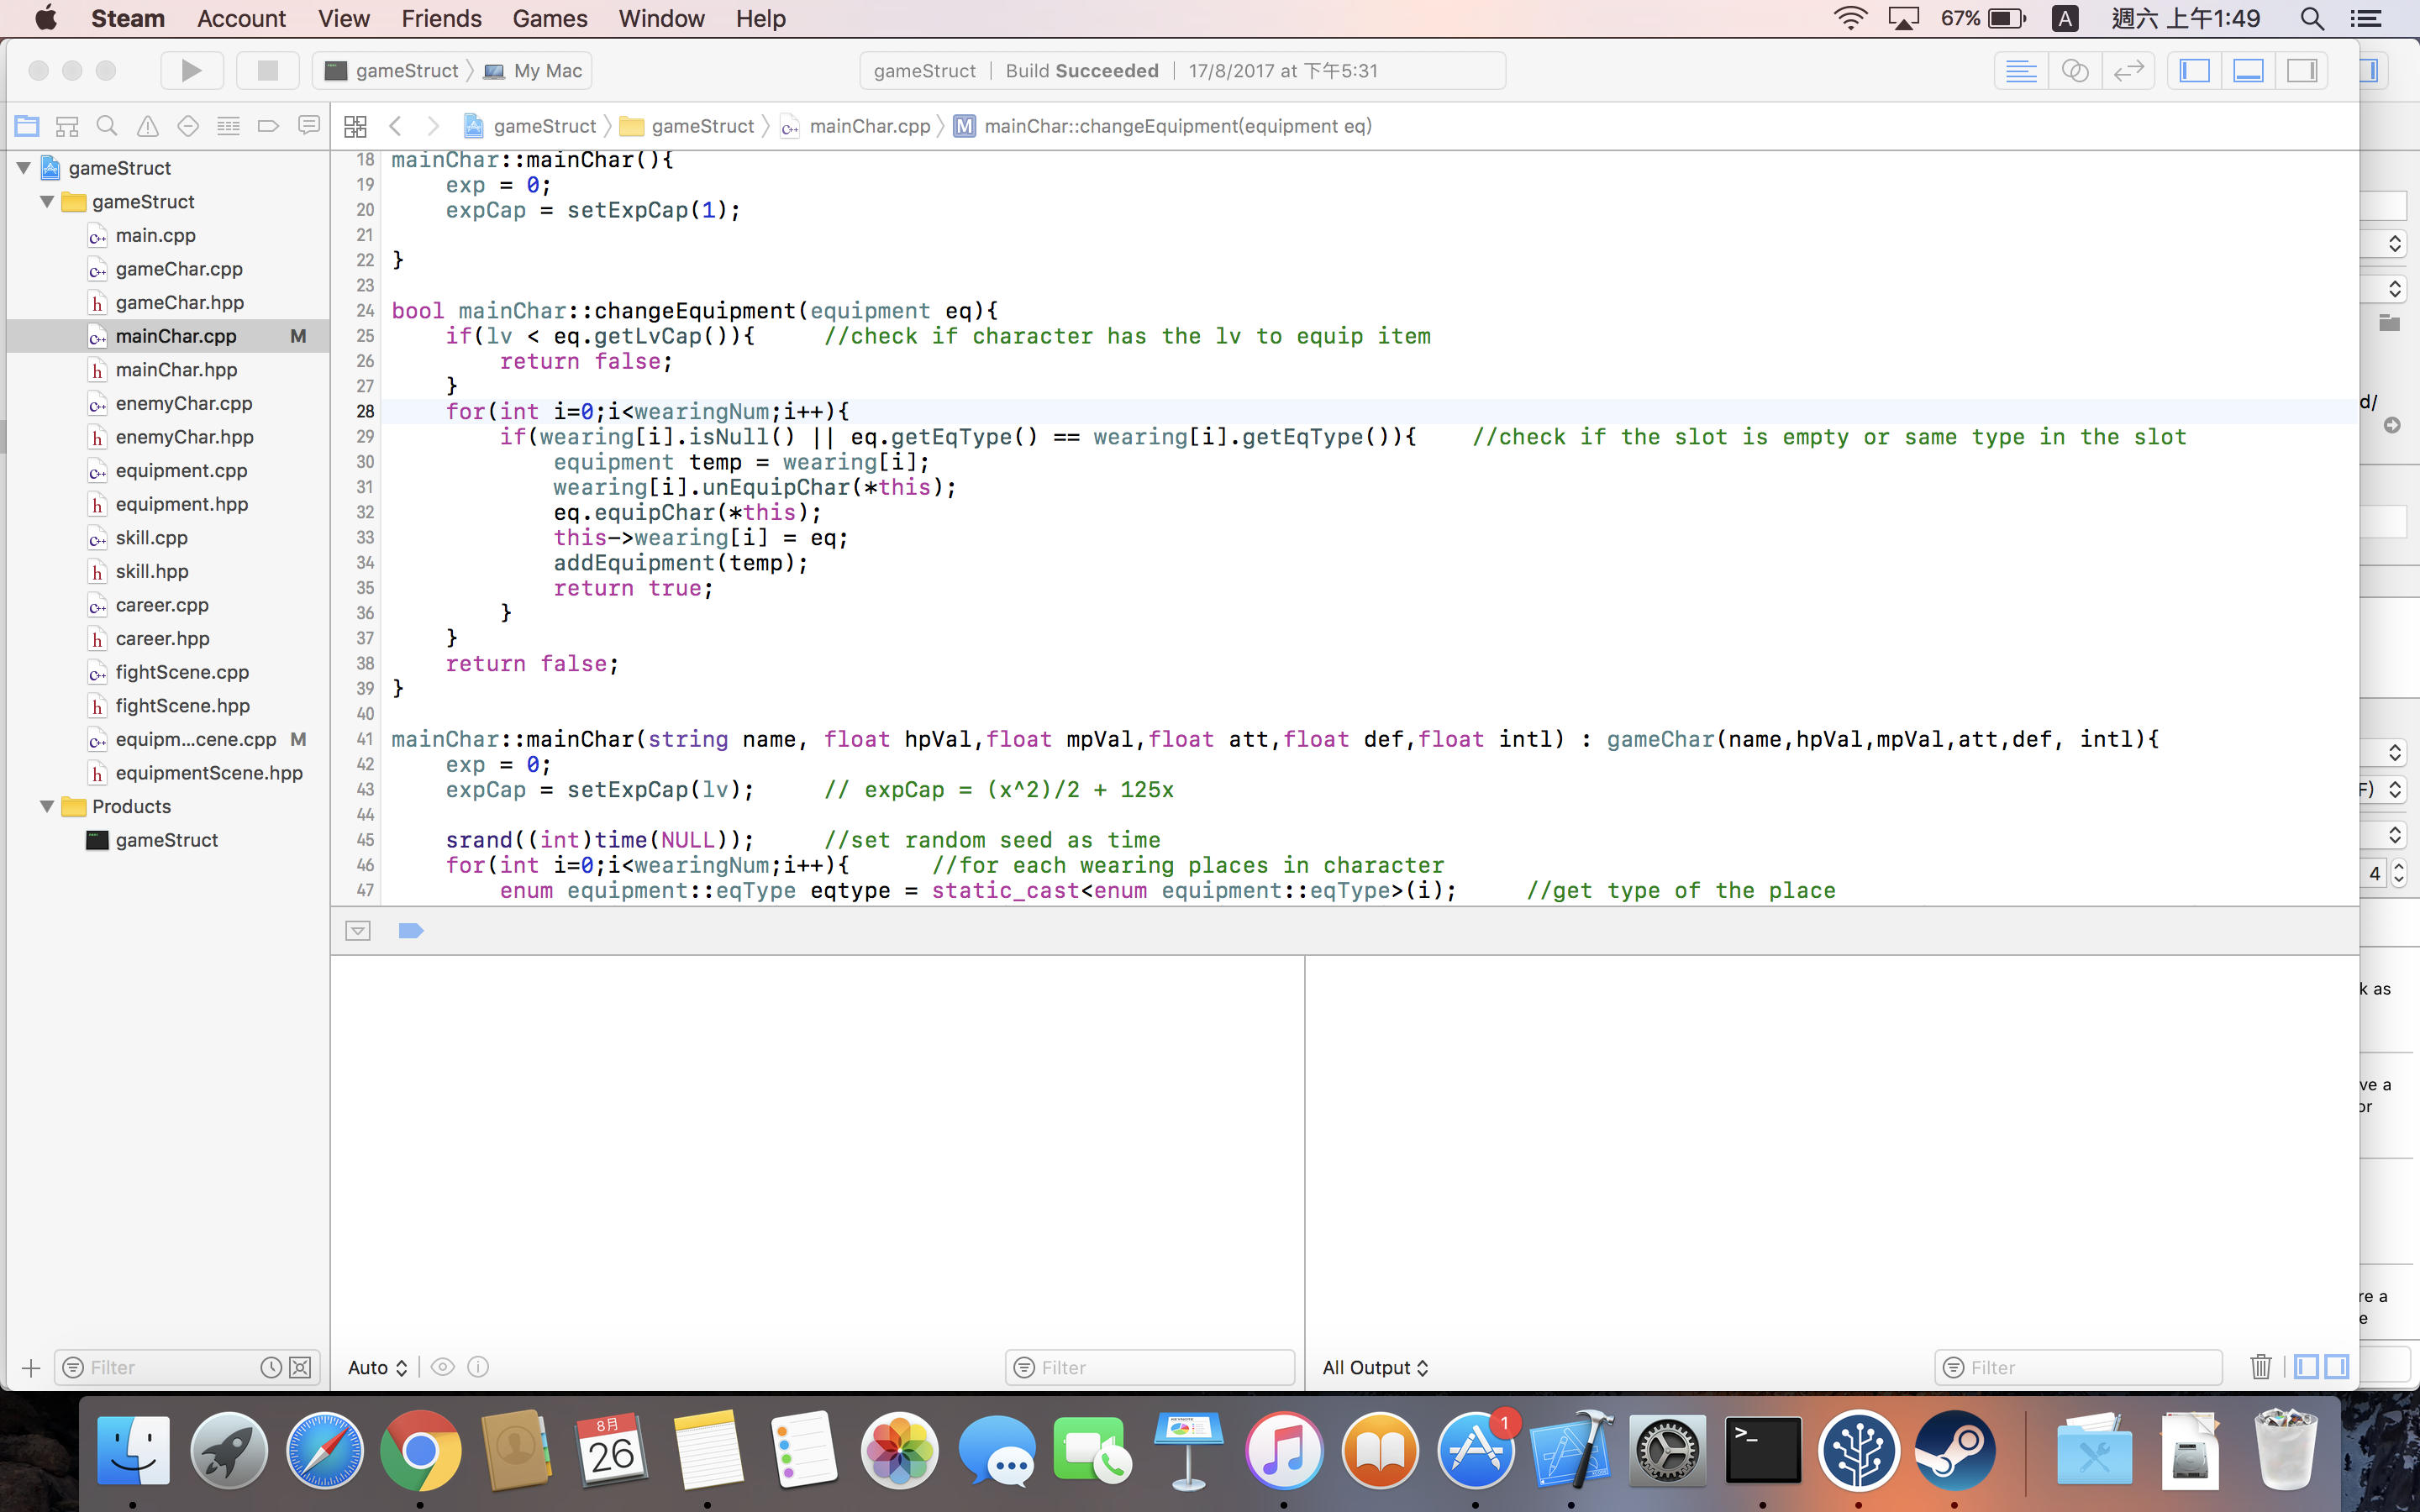 Steam Account View Friends Games Window Help 67% A 週六 上午1:49
gameStruct My Mac gameStruct Build Succeeded 17/8/2017 at 下午5:31
gameStruct gameStruct mainChar.cpp M mainChar::changeEquipment(equipment eq)
gameStruct
gameStruct
main.cpp
gameChar.cpp
gameChar.hpp
mainChar.cpp M
mainChar.hpp
enemyChar.cpp
enemyChar.hpp
equipment.cpp
equipment.hpp
skill.cpp
skill.hpp
career.cpp
career.hpp
fightScene.cpp
fightScene.hpp
equipm...cene.cpp M
equipmentScene.hpp
Products
gameStruct
Filter
18 mainChar::mainChar(){
19 exp = 0;
20 expCap = setExpCap(1);
21
22 }
23
24 bool mainChar::changeEquipment(equipment eq){
25 if(lv < eq.getLvCap()){ //check if character has the lv to equip item
26 return false;
27 }
28 for(int i=0;i<wearingNum;i++){
29 if(wearing[i].isNull() || eq.getEqType() == wearing[i].getEqType()){ //check if the slot is empty or same type in the slot
30 equipment temp = wearing[i];
31 wearing[i].unEquipChar(*this);
32 eq.equipChar(*this);
33 this->wearing[i] = eq;
34 addEquipment(temp);
35 return true;
36 }
37 }
38 return false;
39 }
40
41 mainChar::mainChar(string name, float hpVal,float mpVal,float att,float def,float intl) : gameChar(name,hpVal,mpVal,att,def, intl){
42 exp = 0;
43 expCap = setExpCap(lv); // expCap = (x^2)/2 + 125x
44
45 srand((int)time(NULL)); //set random seed as time
46 for(int i=0;i<wearingNum;i++){ //for each wearing places in character
47 enum equipment::eqType eqtype = static_cast<enum equipment::eqType>(i); //get type of the place
Auto Filter
All Output Filter
d/
F)
4
k as
ve a
or
re a
e
8月
26
KEYNOTE
1
>_